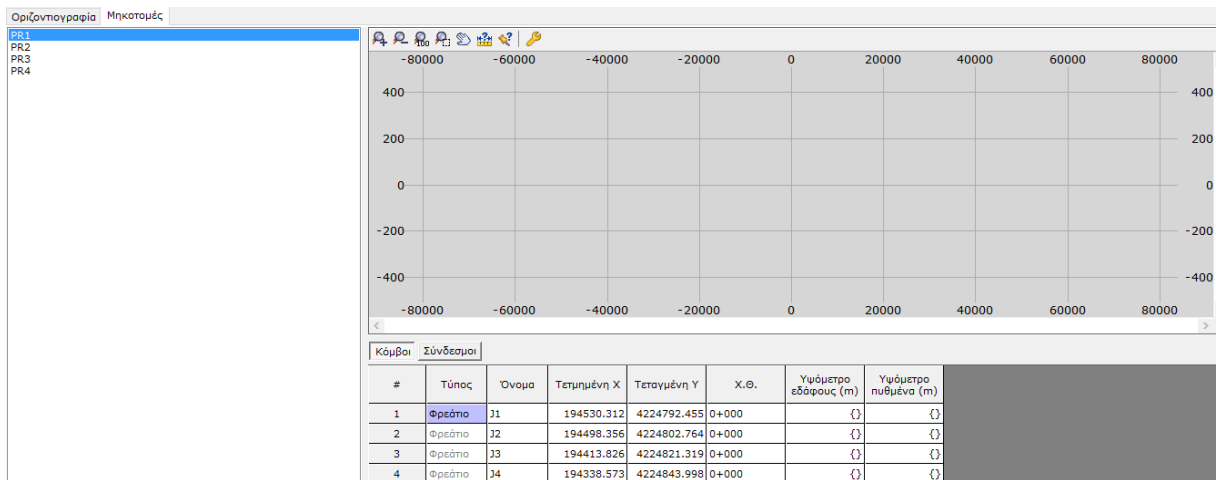 Οριζοντιογραφία Μηκοτομές
PR1
PR2
PR3
PR4
100
-80000 -60000 -40000 -20000 0 20000 40000 60000 80000
400 400
200 200
0 0
-200 -200
-400 -400
-80000 -60000 -40000 -20000 0 20000 40000 60000 80000
Κόμβοι Σύνδεσμοι
# Τύπος Όνομα Τετμημένη X Τεταγμένη Y Χ.Θ. Υψόμετρο εδάφους (m) Υψόμετρο πυθμένα (m)
1 Φρεάτιο J1 194530.312 4224792.455 0+000 {} {}
2 Φρεάτιο J2 194498.356 4224802.764 0+000 {} {}
3 Φρεάτιο J3 194413.826 4224821.319 0+000 {} {}
4 Φρεάτιο J4 194338.573 4224843.998 0+000 {} {}